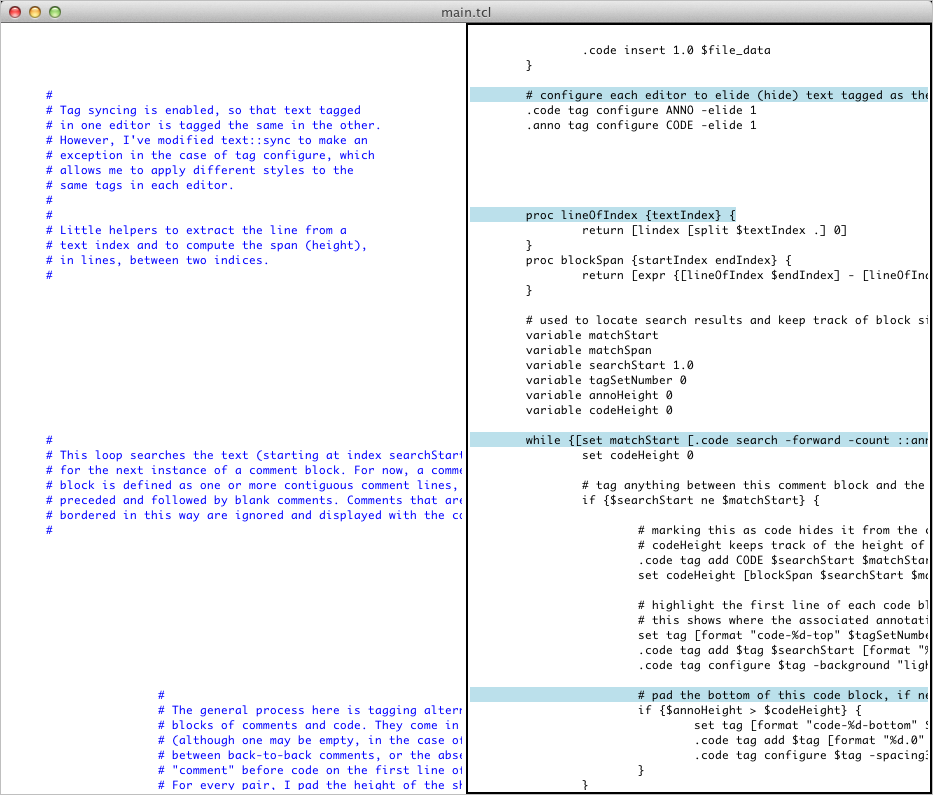 main.tcl
#
# Tag syncing is enabled, so that text tagged
# in one editor is tagged the same in the other.
# However, I've modified text::sync to make an
# exception in the case of tag configure, which
# allows me to apply different styles to the
# same tags in each editor.
#
#
# Little helpers to extract the line from a
# text index and to compute the span (height),
# in lines, between two indices.
#
#
# This loop searches the text (starting at index searchStart
# for the next instance of a comment block. For now, a comme
# block is defined as one or more contiguous comment lines,
# preceded and followed by blank comments. Comments that are
# bordered in this way are ignored and displayed with the co
#
#
# The general process here is tagging altern
# blocks of comments and code. They come in
# (although one may be empty, in the case of
# between back-to-back comments, or the abse
# "comment" before code on the first line of
# For every pair, I pad the height of the sh
.code insert 1.0 $file_data
}
# configure each editor to elide (hide) text tagged as the
.code tag configure ANNO -elide 1
.anno tag configure CODE -elide 1
proc lineOfIndex {textIndex} {
return [lindex [split $textIndex .] 0]
}
proc blockSpan {startIndex endIndex} {
return [expr {[lineOfIndex $endIndex] - [lineOfInd
}
# used to locate search results and keep track of block si
variable matchStart
variable matchSpan
variable searchStart 1.0
variable tagSetNumber 0
variable annoHeight 0
variable codeHeight 0
while {[set matchStart [.code search -forward -count ::ann
set codeHeight 0
# tag anything between this comment block and the
if {$searchStart ne $matchStart} {
# marking this as code hides it from the c
# codeHeight keeps track of the height of
.code tag add CODE $searchStart $matchStar
set codeHeight [blockSpan $searchStart $ma
# highlight the first line of each code bl
# this shows where the associated annotati
set tag [format "code-%d-top" $tagSetNumbe
.code tag add $tag $searchStart [format "%
.code tag configure $tag -background "lig
# pad the bottom of this code block, if ne
if {$annoHeight > $codeHeight} {
set tag [format "code-%d-bottom" $
.code tag add $tag [format "%d.0"
.code tag configure $tag -spacing3
}
}